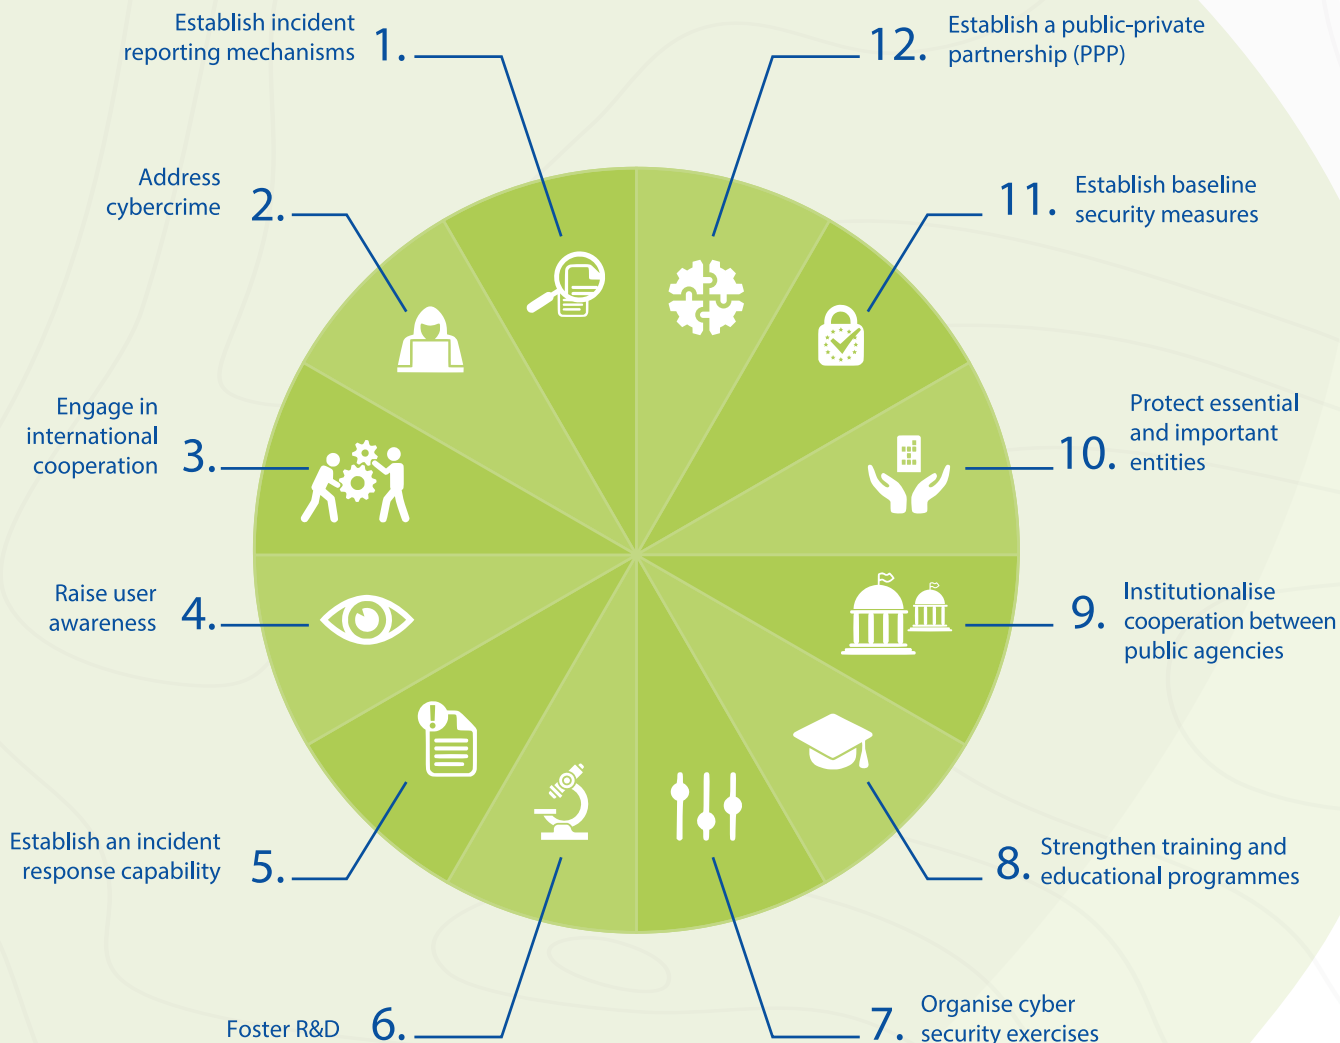 Establish incident
reporting mechanisms
1.
Address
cybercrime
2.
Engage in
international
cooperation
3.
Raise user
awareness
4.
Establish an incident
response capability
5.
Foster R&D
6.
7.
Organise cyber
security exercises
8.
Strengthen training and
educational programmes
9.
Institutionalise
cooperation between
public agencies
10.
Protect essential
and important
entities
11.
Establish baseline
security measures
12.
Establish a public-private
partnership (PPP)